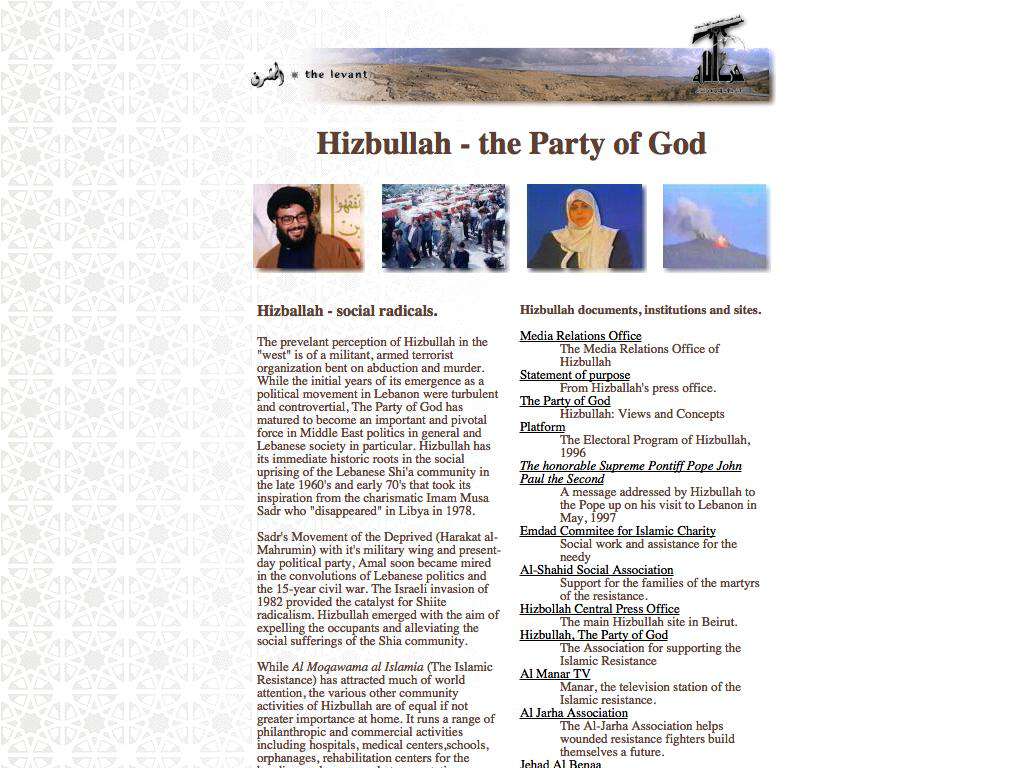 المشرق * the levant
حزب الله
Hizbullah - the Party of God
Hizballah - social radicals.
The prevelant perception of Hizbullah in the
"west" is of a militant, armed terrorist
organization bent on abduction and murder.
While the initial years of its emergence as a
political movement in Lebanon were turbulent
and controvertial, The Party of God has
matured to become an important and pivotal
force in Middle East politics in general and
Lebanese society in particular. Hizbullah has
its immediate historic roots in the social
uprising of the Lebanese Shi'a community in
the late 1960's and early 70's that took its
inspiration from the charismatic Imam Musa
Sadr who "disappeared" in Libya in 1978.
Sadr's Movement of the Deprived (Harakat al-
Mahrumin) with it's military wing and present-
day political party, Amal soon became mired
in the convolutions of Lebanese politics and
the 15-year civil war. The Israeli invasion of
1982 provided the catalyst for Shiite
radicalism. Hizbullah emerged with the aim of
expelling the occupants and alleviating the
social sufferings of the Shia community.
While Al Moqawama al Islamia (The Islamic
Resistance) has attracted much of world
attention, the various other community
activities of Hizbullah are of equal if not
greater importance at home. It runs a range of
philanthropic and commercial activities
including hospitals, medical centers,schools,
orphanages, rehabilitation centers for the
Hizbullah documents, institutions and sites.
Media Relations Office
The Media Relations Office of
Hizbullah
Statement of purpose
From Hizballah's press office.
The Party of God
Hizbullah: Views and Concepts
Platform
The Electoral Program of Hizbullah,
1996
The honorable Supreme Pontiff Pope John
Paul the Second
A message addressed by Hizbullah to
the Pope up on his visit to Lebanon in
May, 1997
Emdad Commitee for Islamic Charity
Social work and assistance for the
needy
Al-Shahid Social Association
Support for the families of the martyrs
of the resistance.
Hizbollah Central Press Office
The main Hizbullah site in Beirut.
Hizbullah, The Party of God
The Association for supporting the
Islamic Resistance
Al Manar TV
Manar, the television station of the
Islamic resistance.
Al Jarha Association
The Al-Jarha Association helps
wounded resistance fighters build
themselves a future.
Jehad Al Benaa